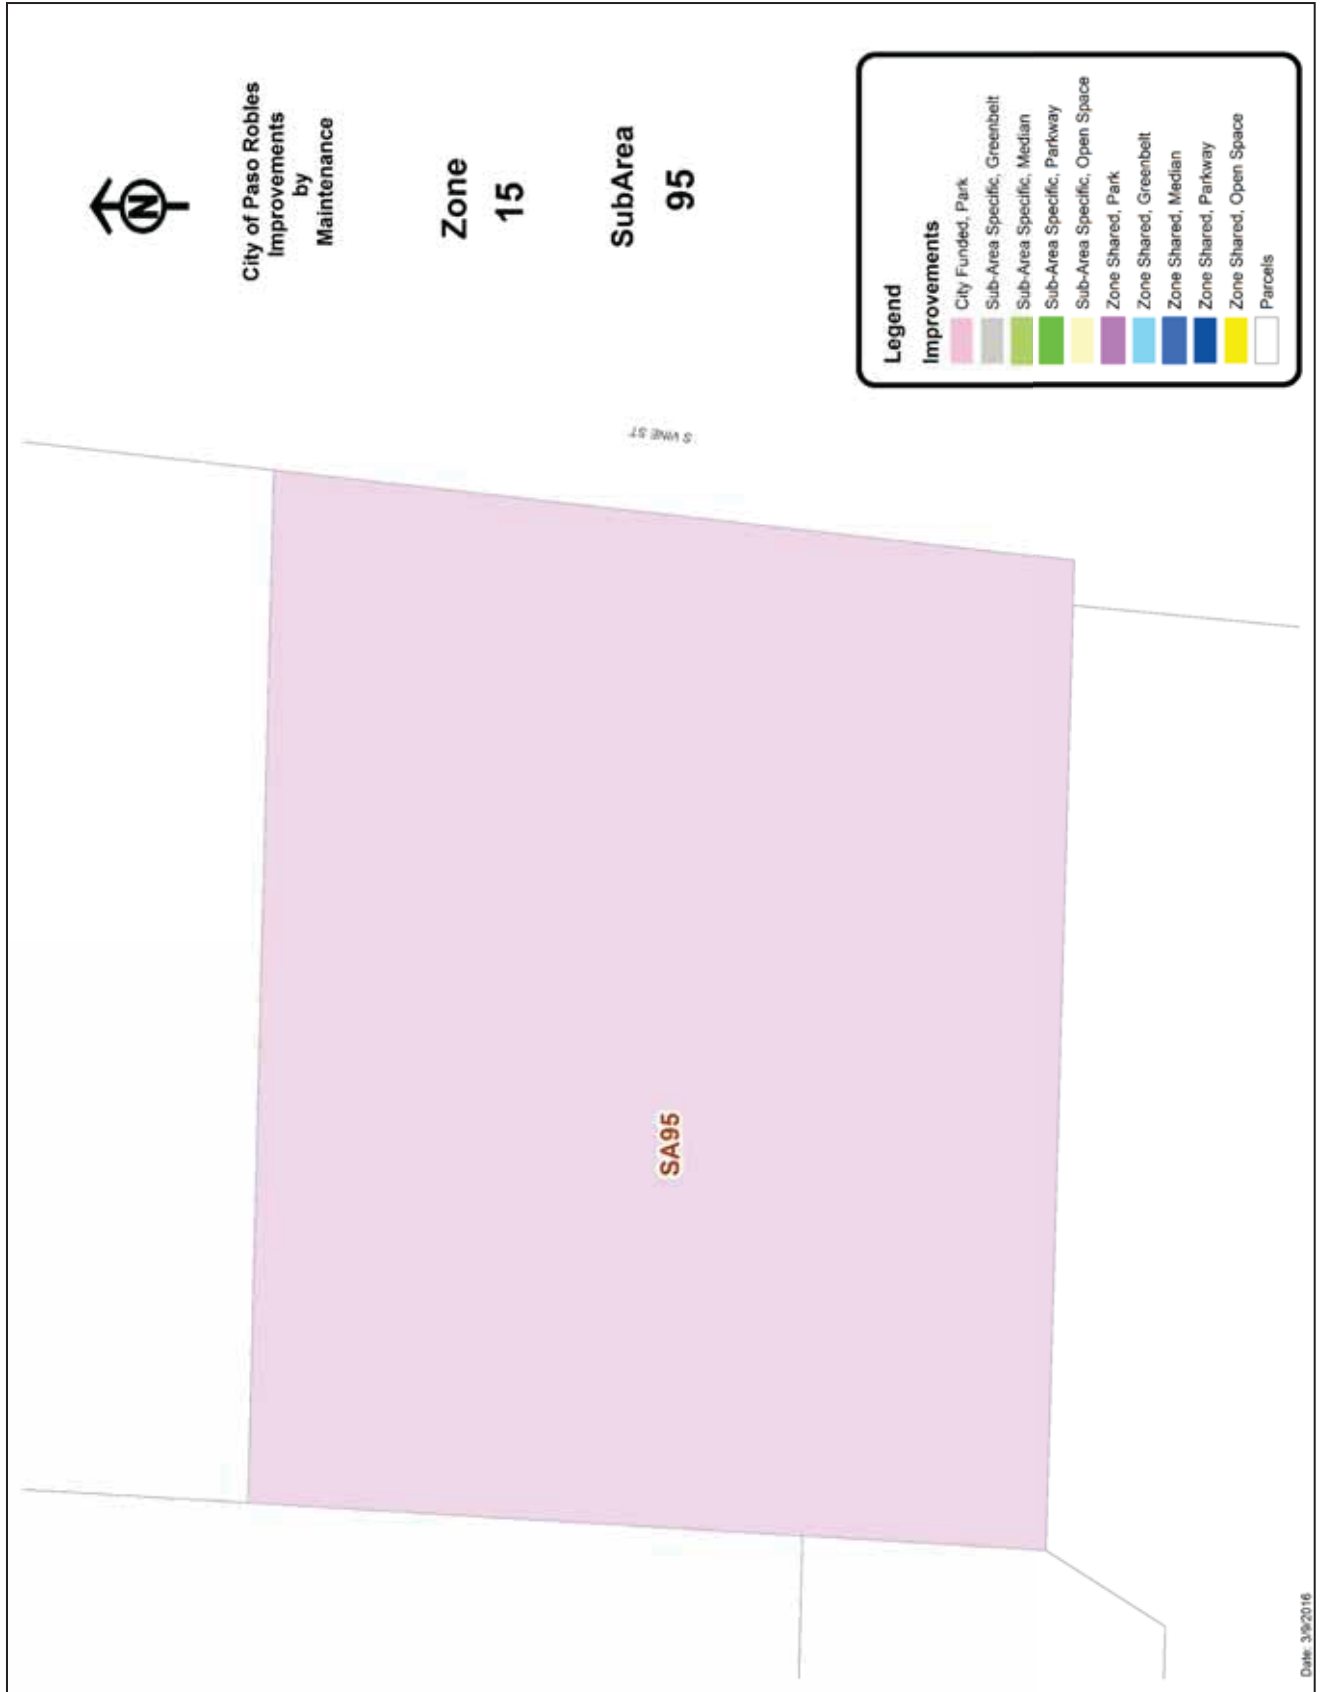 N
City of Paso Robles
Improvements
by
Maintenance
Zone
15
SubArea
95
S VINE ST
SA95
Legend
Improvements
City Funded, Park
Sub-Area Specific, Greenbelt
Sub-Area Specific, Median
Sub-Area Specific, Parkway
Sub-Area Specific, Open Space
Zone Shared, Park
Zone Shared, Greenbelt
Zone Shared, Median
Zone Shared, Parkway
Zone Shared, Open Space
Parcels
Date: 3/9/2016